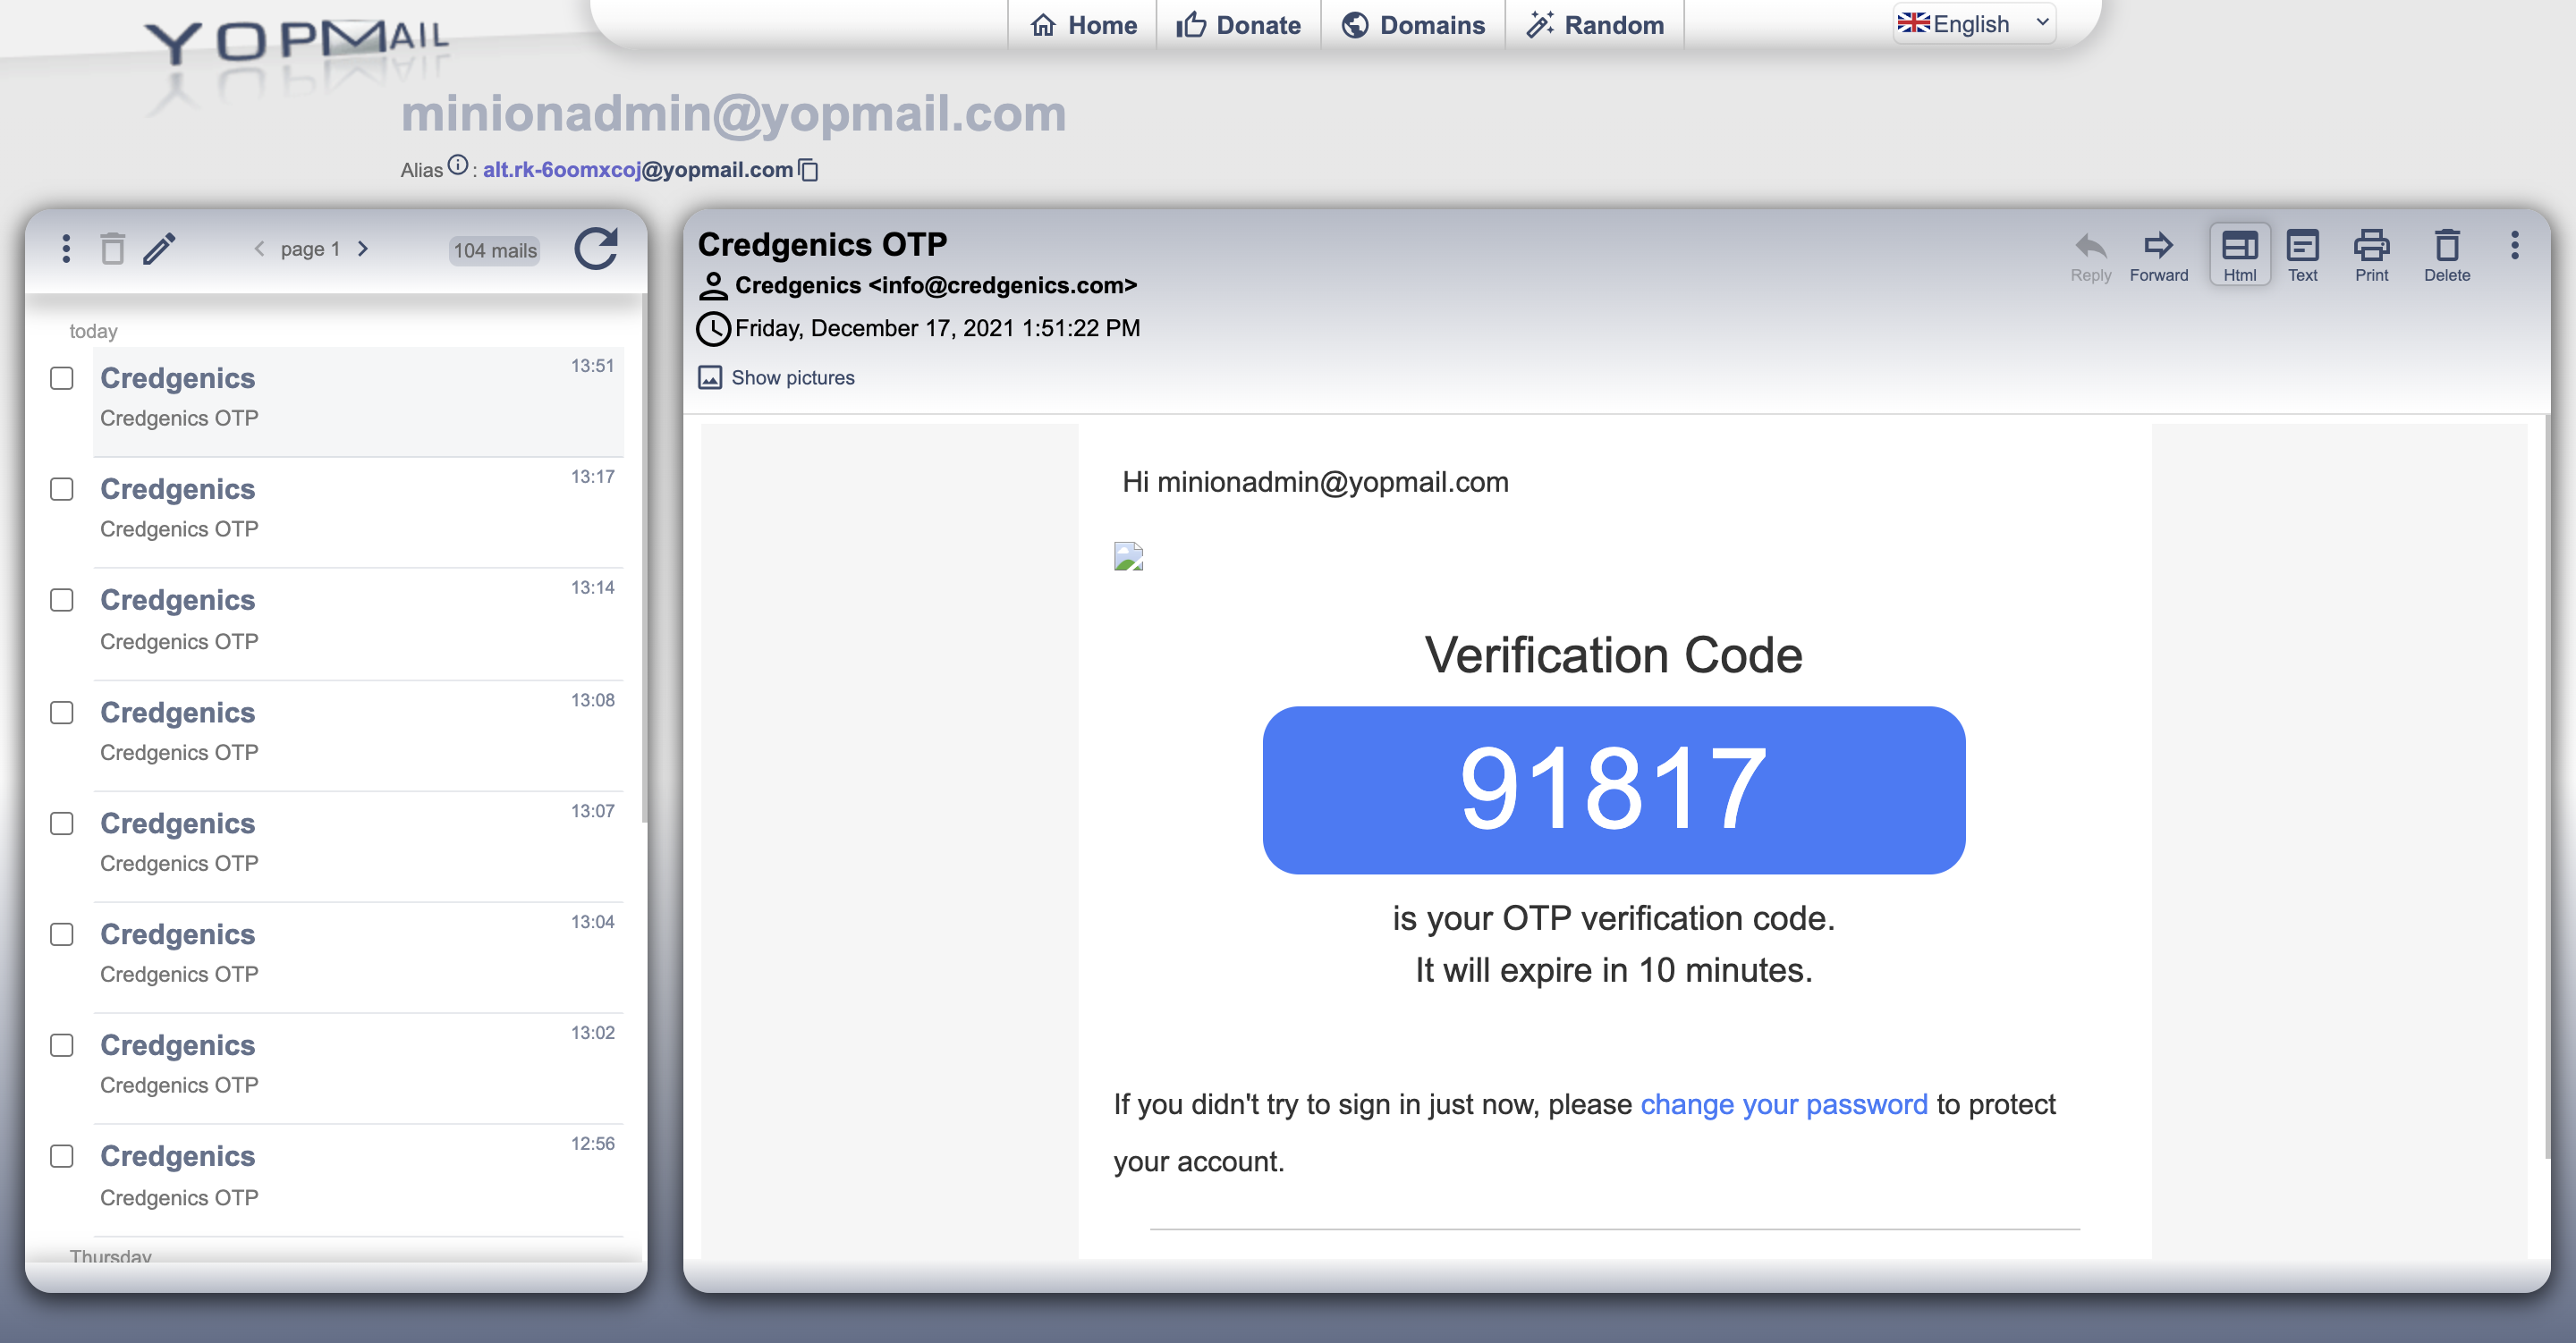 YOPMAIL
Home
Donate
Domains
Random
English
minionadmin@yopmail.com
Alias : alt.rk-6oomxcoj@yopmail.com
page 1
104 mails
today
Credgenics
13:51
Credgenics OTP
Credgenics
13:17
Credgenics OTP
Credgenics
13:14
Credgenics OTP
Credgenics
13:08
Credgenics OTP
Credgenics
13:07
Credgenics OTP
Credgenics
13:04
Credgenics OTP
Credgenics
13:02
Credgenics OTP
Credgenics
12:56
Credgenics OTP
Thursday
Credgenics OTP
Credgenics <info@credgenics.com>
Friday, December 17, 2021 1:51:22 PM
Show pictures
Reply
Forward
Html
Text
Print
Delete
Hi minionadmin@yopmail.com
Verification Code
91817
is your OTP verification code.
It will expire in 10 minutes.
If you didn't try to sign in just now, please change your password to protect
your account.